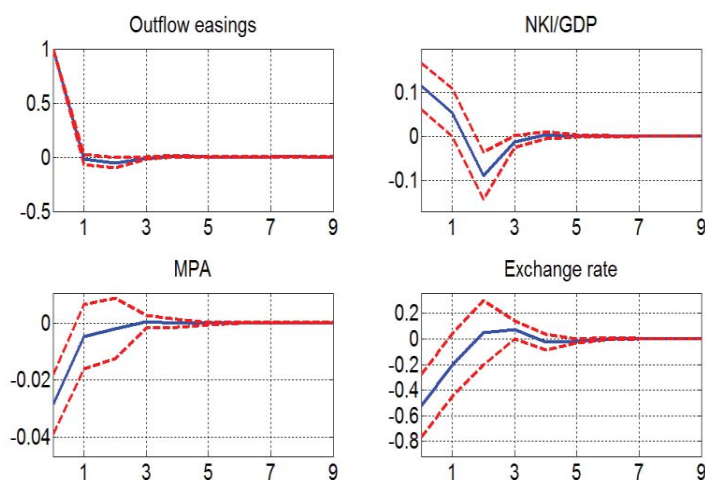 Outflow easings
1
0.5
0
-0.5
1 3 5 7 9
NKI/GDP
0.1
0
-0.1
1 3 5 7 9
MPA
0
-0.02
-0.04
1 3 5 7 9
Exchange rate
0.2
0
-0.2
-0.4
-0.6
-0.8
1 3 5 7 9